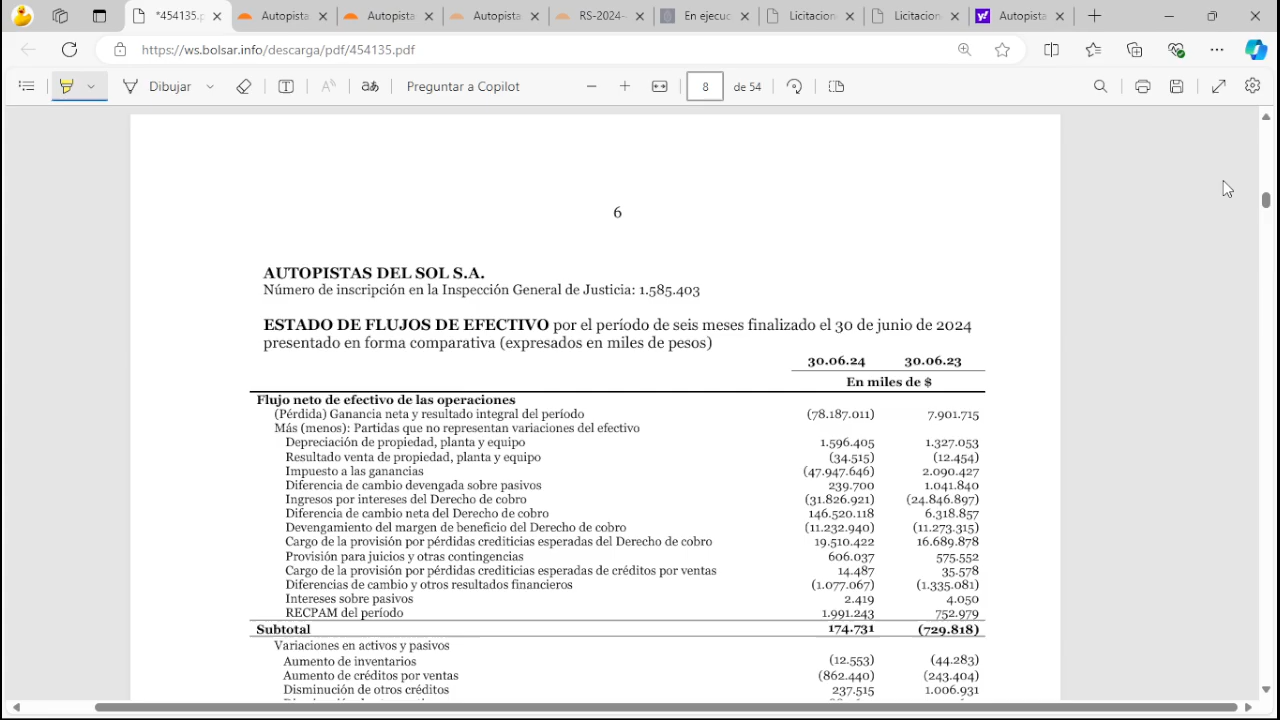 *454135.p
Autopista
Autopista
Autopista
RS-2024-
En ejecuc
Licitacion
Licitacion
Autopista
https://ws.bolsar.info/descarga/pdf/454135.pdf
Dibujar
Preguntar a Copilot
8 de 54
6
AUTOPISTAS DEL SOL S.A.
Número de inscripción en la Inspección General de Justicia: 1.585.403
ESTADO DE FLUJOS DE EFECTIVO por el período de seis meses finalizado el 30 de junio de 2024
presentado en forma comparativa (expresados en miles de pesos)
30.06.24 30.06.23
En miles de $
Flujo neto de efectivo de las operaciones
(Pérdida) Ganancia neta y resultado integral del período (78.187.011) 7.901.715
Más (menos): Partidas que no representan variaciones del efectivo
Depreciación de propiedad, planta y equipo 1.596.405 1.327.053
Resultado venta de propiedad, planta y equipo (34.515) (12.454)
Impuesto a las ganancias (47.947.646) 2.090.427
Diferencia de cambio devengada sobre pasivos 239.700 1.041.840
Ingresos por intereses del Derecho de cobro (31.826.921) (24.846.897)
Diferencia de cambio neta del Derecho de cobro 146.520.118 6.318.857
Devengamiento del margen de beneficio del Derecho de cobro (11.232.940) (11.273.315)
Cargo de la provisión por pérdidas crediticias esperadas del Derecho de cobro 19.510.422 16.689.878
Provisión para juicios y otras contingencias 606.037 575.552
Cargo de la provisión por pérdidas crediticias esperadas de créditos por ventas 14.487 35.578
Diferencias de cambio y otros resultados financieros (1.077.067) (1.335.081)
Intereses sobre pasivos 2.419 4.050
RECPAM del período 1.991.243 752.979
Subtotal 174.731 (729.818)
Variaciones en activos y pasivos
Aumento de inventarios (12.553) (44.283)
Aumento de créditos por ventas (862.440) (243.404)
Disminución de otros créditos 237.515 1.006.931